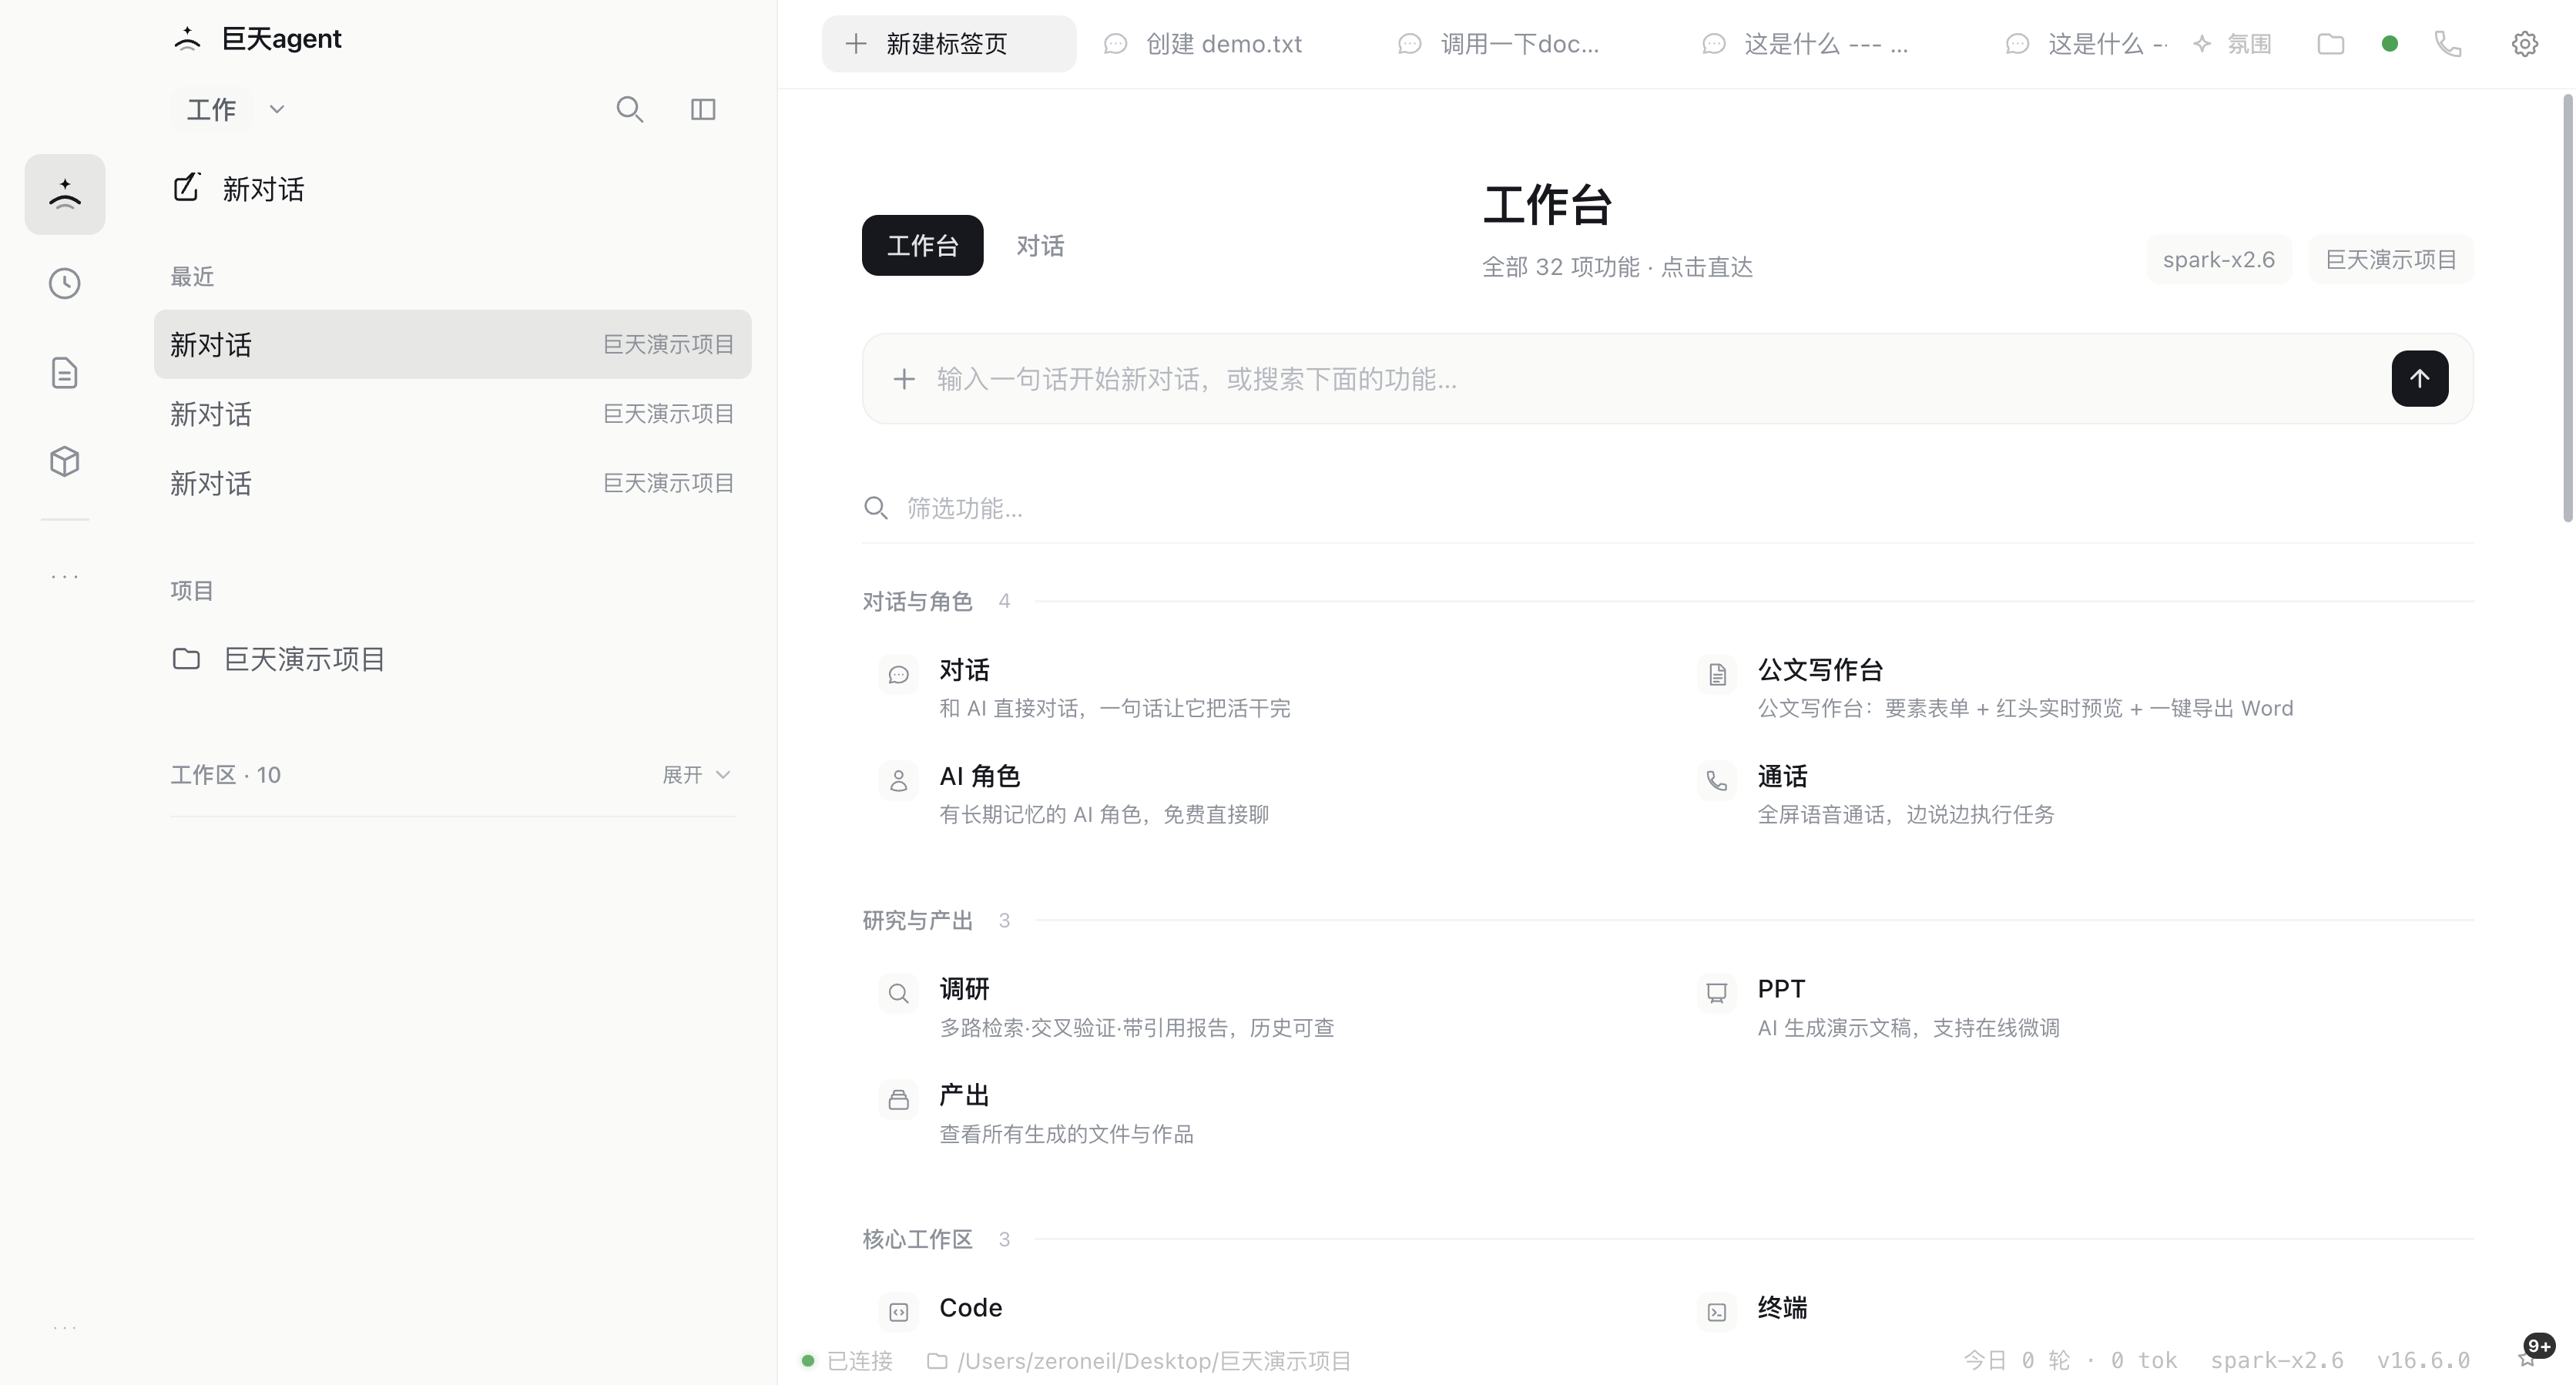 巨天agent
工作
新对话
最近
新对话 巨天演示项目
新对话 巨天演示项目
新对话 巨天演示项目
项目
巨天演示项目
工作区 · 10 展开
新建标签页 创建 demo.txt 调用一下doc... 这是什么 --- ... 这是什么 -· 氛围
工作台 对话
工作台
全部 32 项功能 · 点击直达
spark-x2.6 巨天演示项目
输入一句话开始新对话，或搜索下面的功能...
筛选功能...
对话与角色 4
对话
和 AI 直接对话，一句话让它把活干完
公文写作台
公文写作台：要素表单 + 红头实时预览 + 一键导出 Word
AI 角色
有长期记忆的 AI 角色，免费直接聊
通话
全屏语音通话，边说边执行任务
研究与产出 3
调研
多路检索·交叉验证·带引用报告，历史可查
PPT
AI 生成演示文稿，支持在线微调
产出
查看所有生成的文件与作品
核心工作区 3
Code
终端
已连接 /Users/zeroneil/Desktop/巨天演示项目
今日 0 轮 · 0 tok spark-x2.6 v16.6.0 9+